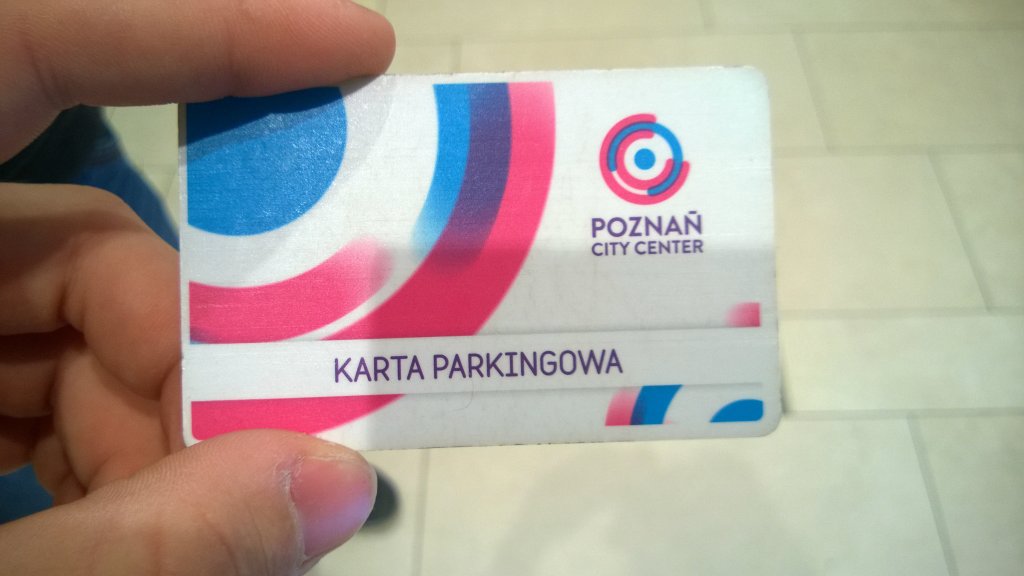 POZNAŃ
CITY CENTER
KARTA PARKINGOWA